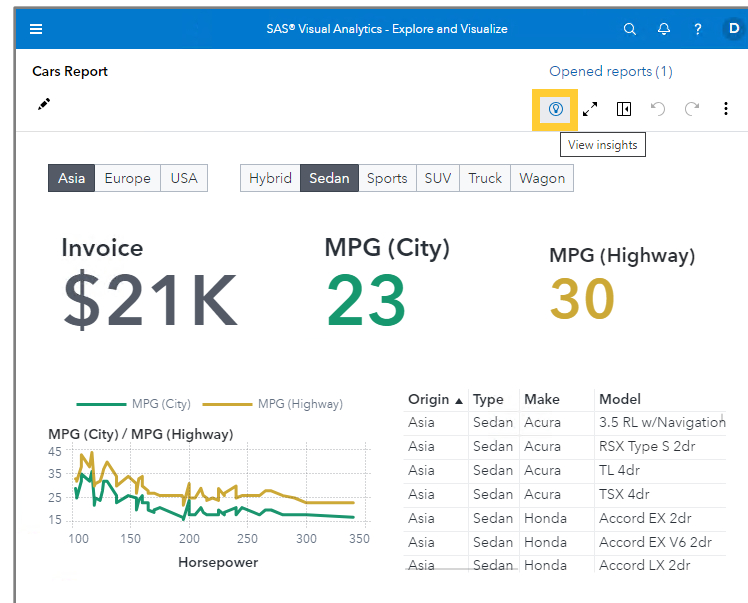 SAS® Visual Analytics - Explore and Visualize
?
D
Cars Report
Opened reports (1)
View insights
Asia Europe USA
Hybrid Sedan Sports SUV Truck Wagon
Invoice
$21K
MPG (City)
23
MPG (Highway)
30
MPG (City) MPG (Highway)
MPG (City) / MPG (Highway)
45
35
25
15
100 150 200 250 300 350
Horsepower
Origin ▲ Type Make Model
Asia Sedan Acura 3.5 RL w/Navigation
Asia Sedan Acura RSX Type S 2dr
Asia Sedan Acura TL 4dr
Asia Sedan Acura TSX 4dr
Asia Sedan Honda Accord EX 2dr
Asia Sedan Honda Accord EX V6 2dr
Asia Sedan Honda Accord LX 2dr